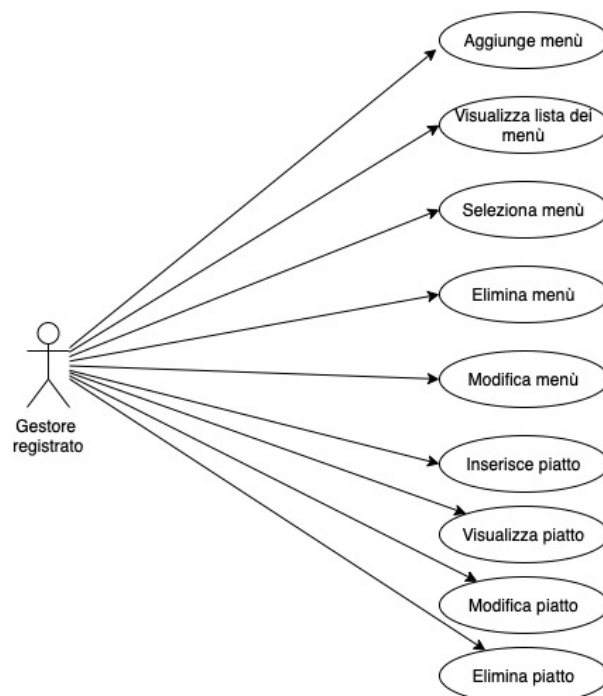 Aggiunge menù
Visualizza lista dei
menù
Seleziona menù
Elimina menù
Modifica menù
Gestore
registrato
Inserisce piatto
Visualizza piatto
Modifica piatto
Elimina piatto